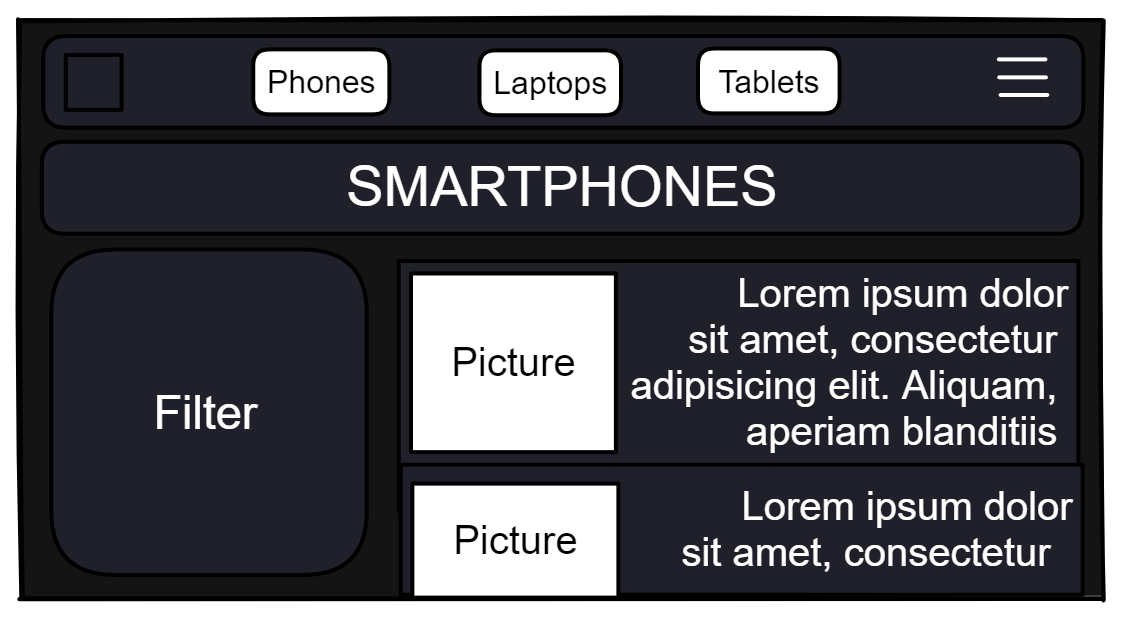 Phones Laptops Tablets
SMARTPHONES
Filter
Picture
Lorem ipsum dolor
sit amet, consectetur
adipisicing elit. Aliquam,
aperiam blanditiis
Picture
Lorem ipsum dolor
sit amet, consectetur